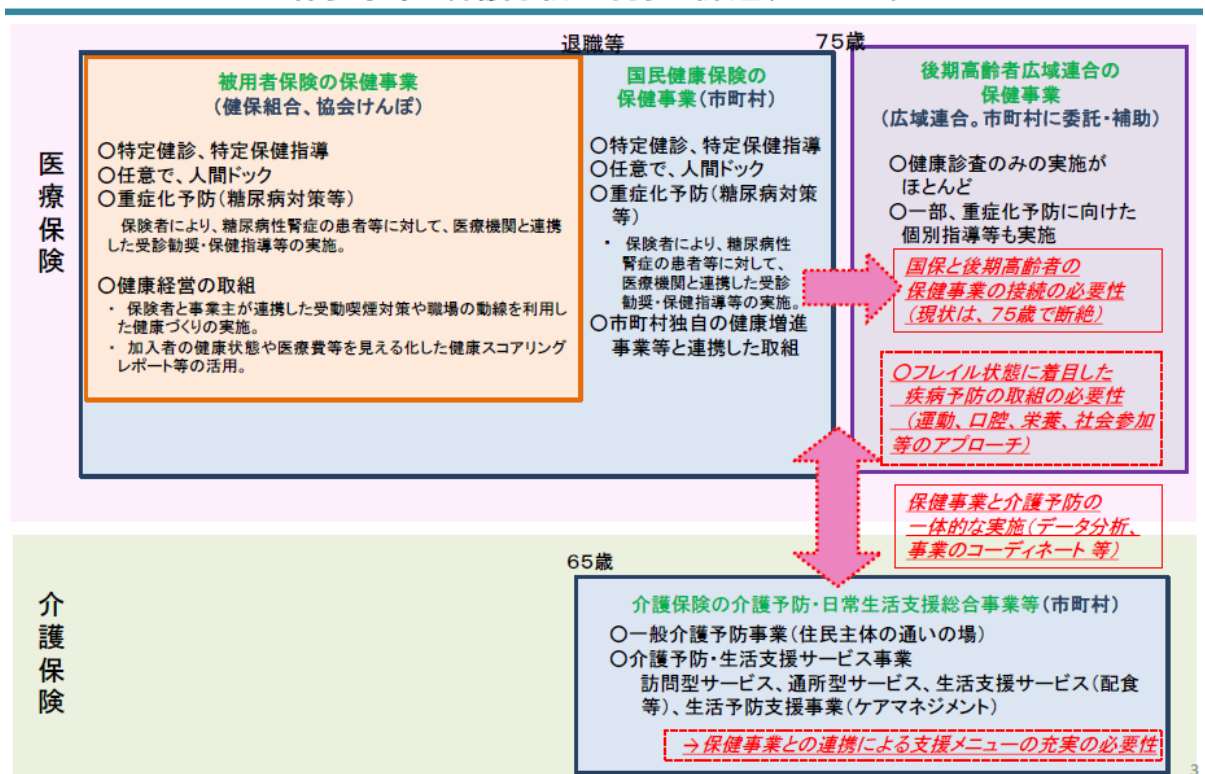 医療保険
退職等
75歳
被用者保険の保健事業
(健保組合、協会けんぽ)
○特定健診、特定保健指導
○任意で、人間ドック
○重症化予防(糖尿病対策等)
保険者により、糖尿病性腎症の患者等に対して、医療機関と連携
した受診勧奨・保健指導等の実施。
○健康経営の取組
・ 保険者と事業主が連携した受動喫煙対策や職場の動線を利用し
た健康づくりの実施。
・ 加入者の健康状態や医療費等を見える化した健康スコアリング
レポート等の活用。
国民健康保険の
保健事業(市町村)
○特定健診、特定保健指導
○任意で、人間ドック
○重症化予防(糖尿病対策
等)
・ 保険者により、糖尿病性
腎症の患者等に対して、
医療機関と連携した受診
勧奨・保健指導等の実施。
○市町村独自の健康増進
事業等と連携した取組
後期高齢者広域連合の
保健事業
(広域連合。市町村に委託・補助)
○健康診査のみの実施が
ほとんど
○一部、重症化予防に向けた
個別指導等も実施
国保と後期高齢者の
保健事業の接続の必要性
(現状は、75歳で断絶)
○フレイル状態に着目した
疾病予防の取組の必要性
(運動、口腔、栄養、社会参加
等のアプローチ)
保健事業と介護予防の
一体的な実施(データ分析、
事業のコーディネート 等)
介護保険
65歳
介護保険の介護予防・日常生活支援総合事業等(市町村)
○一般介護予防事業(住民主体の通いの場)
○介護予防・生活支援サービス事業
訪問型サービス、通所型サービス、生活支援サービス(配食
等)、生活予防支援事業(ケアマネジメント)
→保健事業との連携による支援メニューの充実の必要性
3